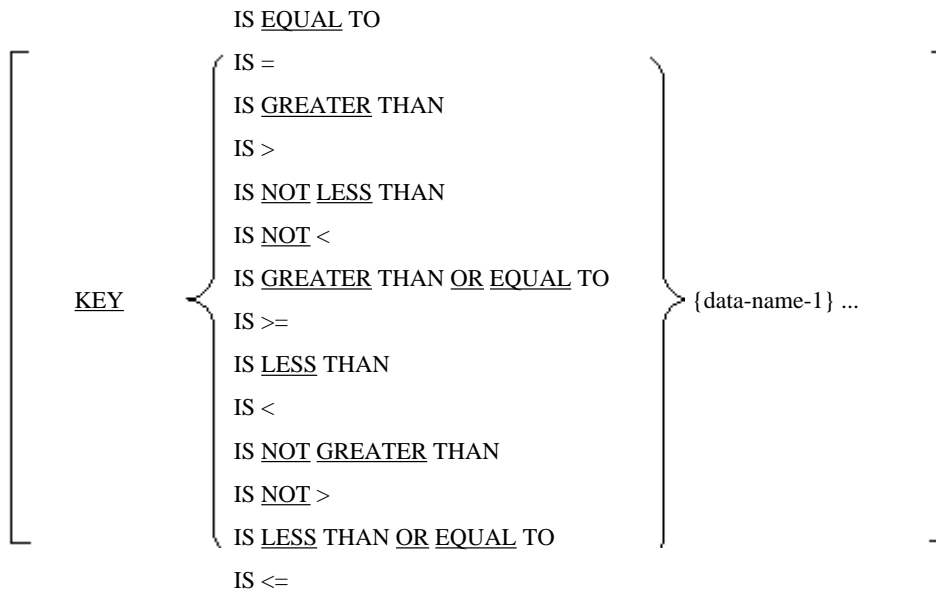 IS EQUAL TO
IS =
IS GREATER THAN
IS >
IS NOT LESS THAN
IS NOT <
IS GREATER THAN OR EQUAL TO
KEY {data-name-1} ...
IS >=
IS LESS THAN
IS <
IS NOT GREATER THAN
IS NOT >
IS LESS THAN OR EQUAL TO
IS <=